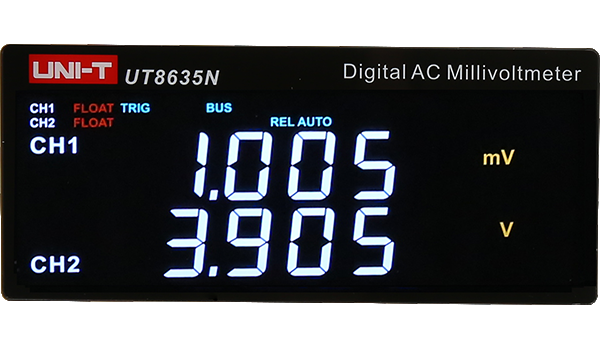 UNI-T UT8635N Digital AC Millivoltmeter
CH1 FLOAT TRIG BUS
CH2 FLOAT REL AUTO
CH1 1.005 mV
3.905 V
CH2